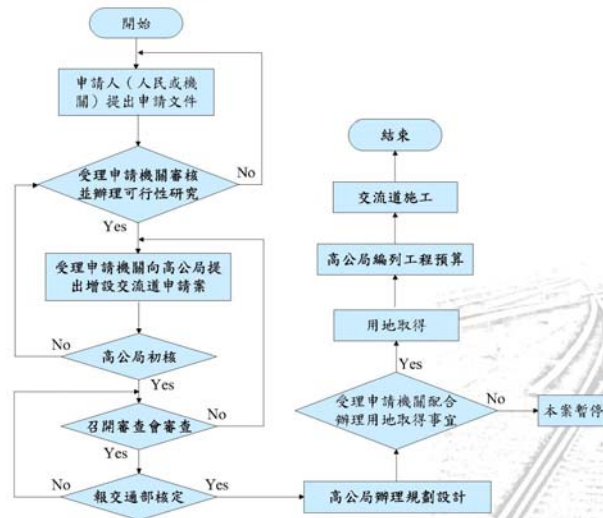 開始
申請人（人民或機
關）提出申請文件
受理申請機關審核
並辦理可行性研究
No
Yes
受理申請機關向高公局提
出增設交流道申請案
No
高公局初核
Yes
召開審查會審查
No
Yes
No
報交通部核定
Yes
高公局辦理規劃設計
受理申請機關配合
辦理用地取得事宜
No
本案暫停
Yes
用地取得
高公局編列工程預算
交流道施工
結束